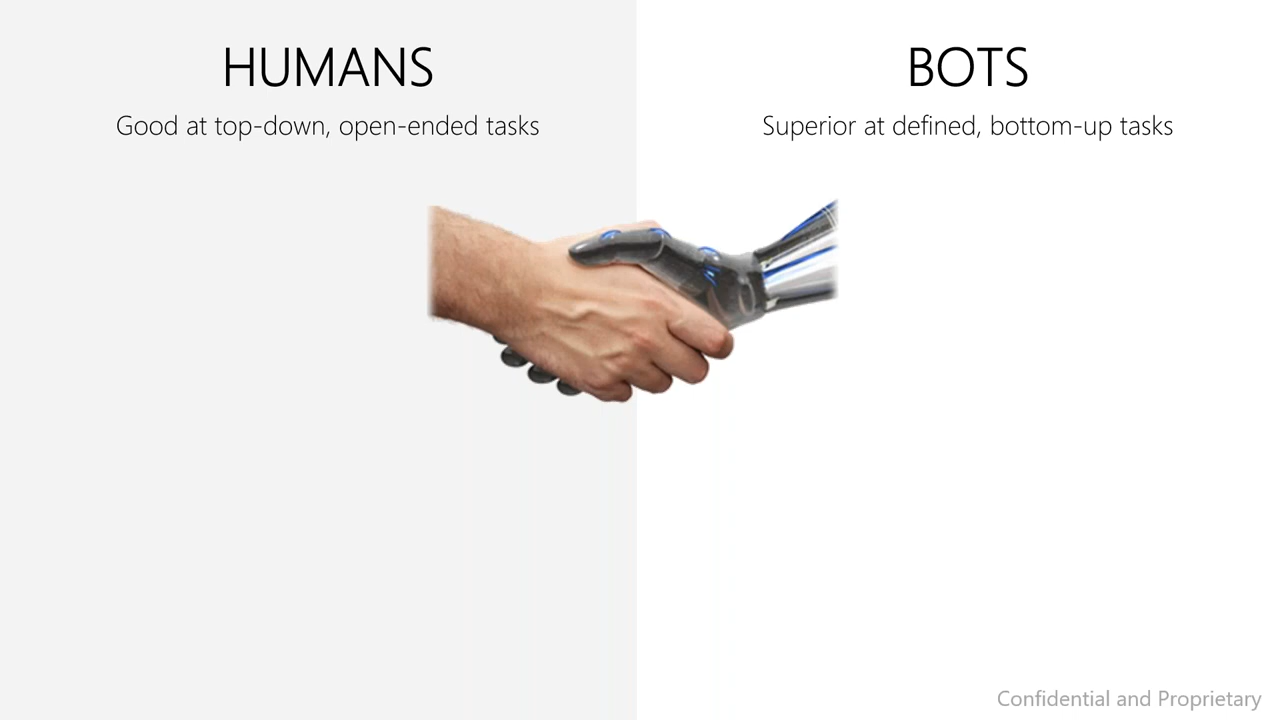 HUMANS
Good at top-down, open-ended tasks
BOTS
Superior at defined, bottom-up tasks
Confidential and Proprietary